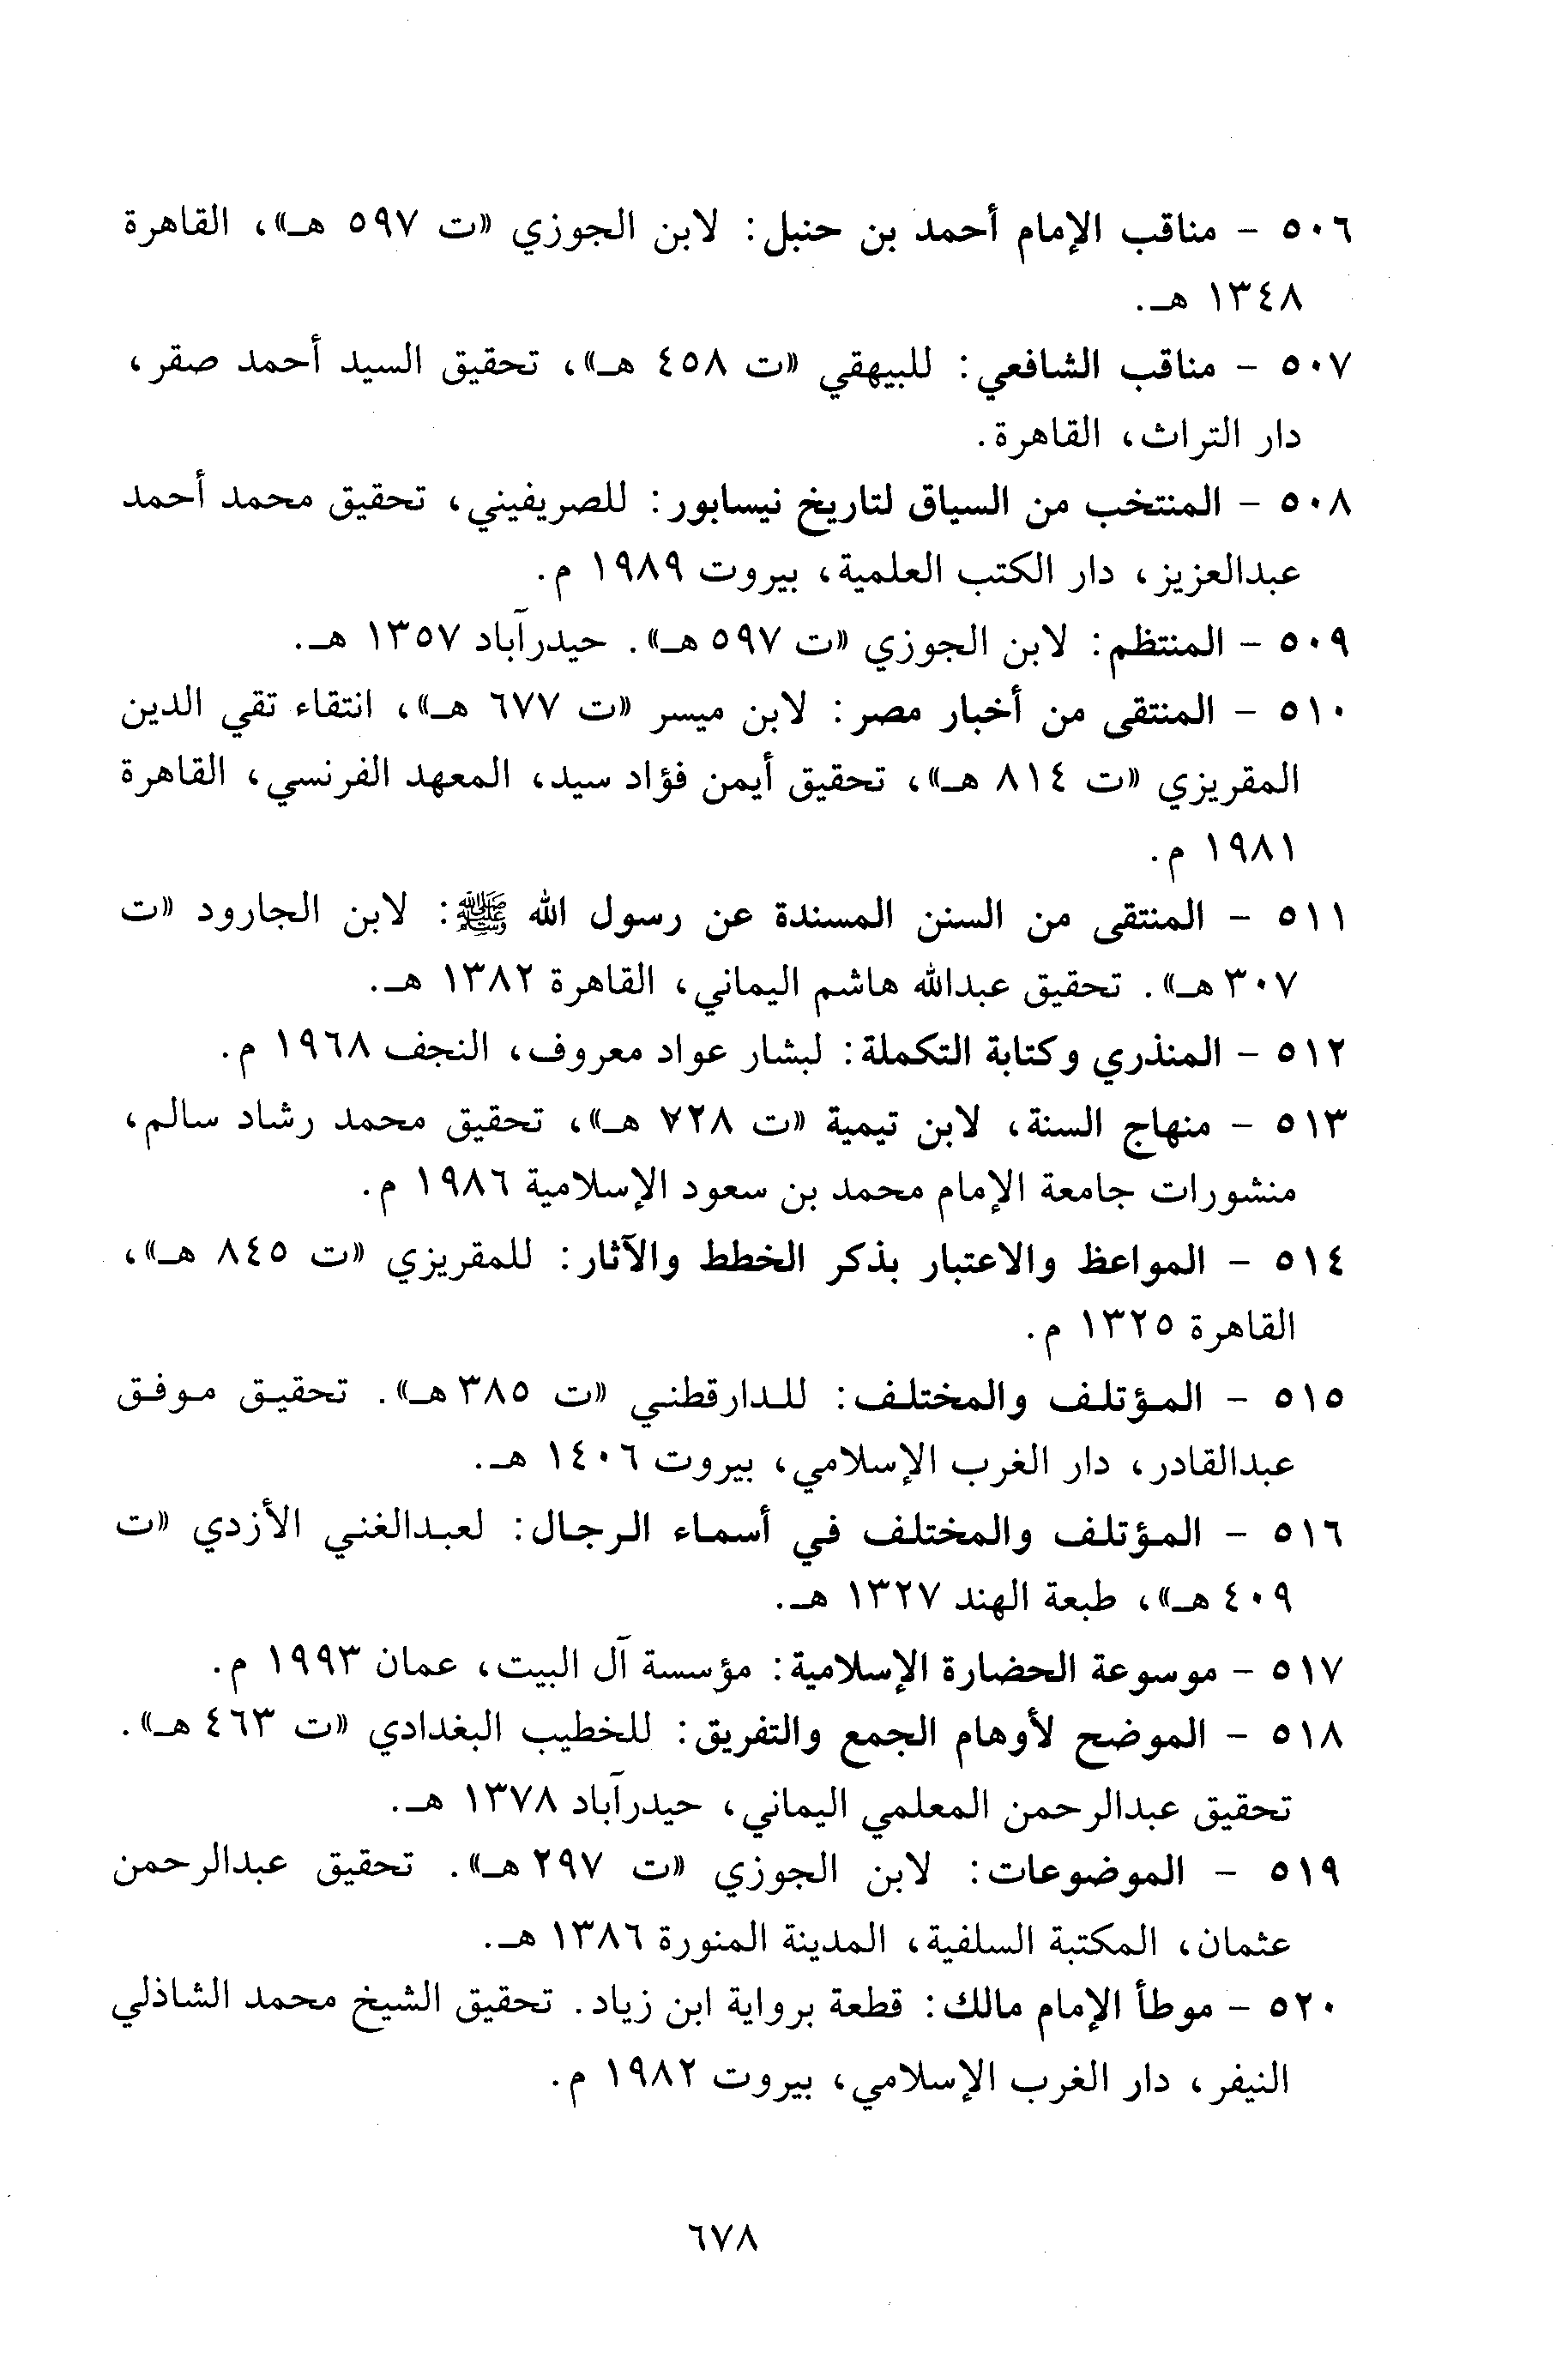 ٥٠٦ - مناقب الإمام أحمد بن حنبل: لابن الجوزي «ت ٥٩٧ هـ»، القاهرة
١٣٤٨ هـ.
٥٠٧ - مناقب الشافعي: للبيهقي «ت ٤٥٨ هـ»، تحقيق السيد أحمد صقر،
دار التراث، القاهرة.
٥٠٨ - المنتخب من السياق لتاريخ نيسابور: للصريفيني، تحقيق محمد أحمد
عبدالعزيز، دار الكتب العلمية، بيروت ١٩٨٩ م.
٥٠٩ - المنتظم: لابن الجوزي «ت ٥٩٧ هـ». حيدرآباد ١٣٥٧ هـ.
٥١٠ - المنتقى من أخبار مصر: لابن ميسر «ت ٦٧٧ هـ»، انتقاء تقي الدين
المقريزي «ت ٨١٤ هـ»، تحقيق أيمن فؤاد سيد، المعهد الفرنسي، القاهرة
١٩٨١ م.
٥١١ - المنتقى من السنن المسندة عن رسول الله ﷺ: لابن الجارود «ت
٣٠٧ هـ». تحقيق عبدالله هاشم اليماني، القاهرة ١٣٨٢ هـ.
٥١٢ - المنذري وكتابة التكملة: لبشار عواد معروف، النجف ١٩٦٨ م.
٥١٣ - منهاج السنة، لابن تيمية «ت ٧٢٨ هـ»، تحقيق محمد رشاد سالم،
منشورات جامعة الإمام محمد بن سعود الإسلامية ١٩٨٦ م.
٥١٤ - المواعظ والاعتبار بذكر الخطط والآثار: للمقريزي «ت ٨٤٥ هـ»،
القاهرة ١٣٢٥ م.
٥١٥ - المؤتلف والمختلف: للدارقطني «ت ٣٨٥ هـ». تحقيق موفق
عبدالقادر، دار الغرب الإسلامي، بيروت ١٤٠٦ هـ.
٥١٦ - المؤتلف والمختلف في أسماء الرجال: لعبدالغني الأزدي «ت
٤٠٩ هـ»، طبعة الهند ١٣٢٧ هـ.
٥١٧ - موسوعة الحضارة الإسلامية: مؤسسة آل البيت، عمان ١٩٩٣ م.
٥١٨ - الموضح لأوهام الجمع والتفريق: للخطيب البغدادي «ت ٤٦٣ هـ».
تحقيق عبدالرحمن المعلمي اليماني، حيدرآباد ١٣٧٨ هـ.
٥١٩ - الموضوعات: لابن الجوزي «ت ٢٩٧ هـ». تحقيق عبدالرحمن
عثمان، المكتبة السلفية، المدينة المنورة ١٣٨٦ هـ.
٥٢٠ - موطأ الإمام مالك: قطعة برواية ابن زياد. تحقيق الشيخ محمد الشاذلي
النيفر، دار الغرب الإسلامي، بيروت ١٩٨٢ م.
٦٧٨